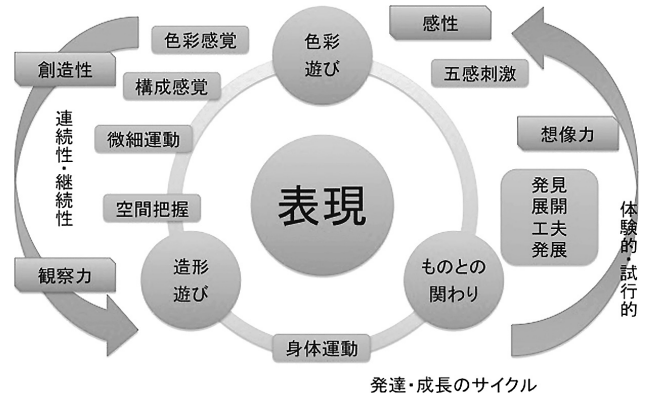 色彩感覚
色彩
遊び
感性
創造性
構成感覚
五感刺激
連続性・継続性
微細運動
想像力
表現
発見
展開
工夫
発展
体験的・試行的
空間把握
観察力
造形
遊び
ものとの
関わり
身体運動
発達・成長のサイクル